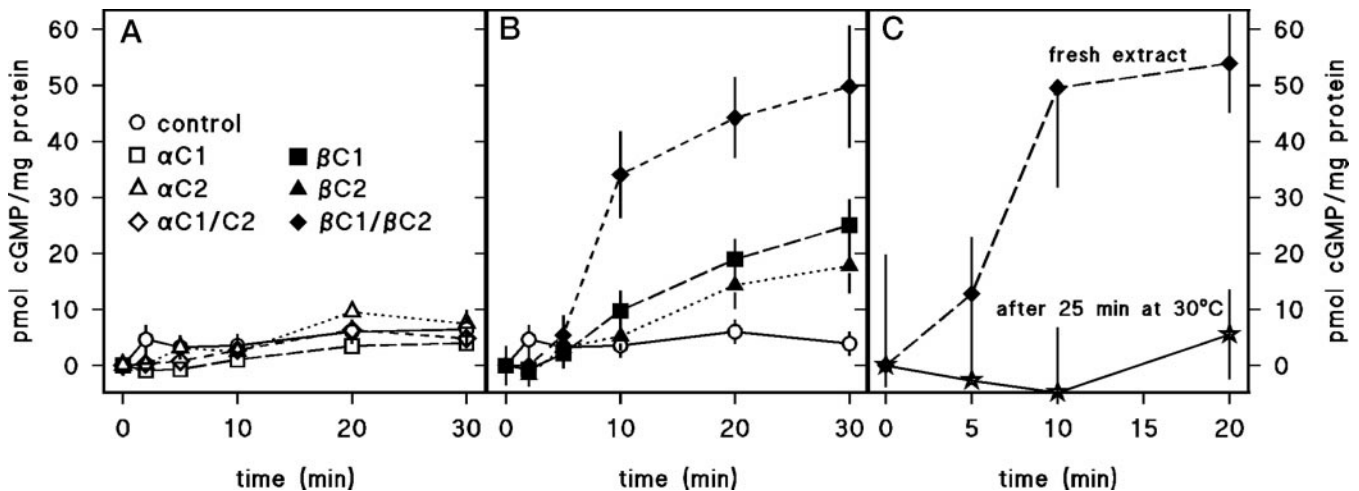 A B C
60 60
50 50
40 40
30 30
20 20
10 10
0 0
pmol cGMP/mg protein
control
αC1 βC1
αC2 βC2
αC1/C2 βC1/βC2
fresh extract
after 25 min at 30°C
pmol cGMP/mg protein
0 10 20 30 0 10 20 30 0 5 10 15 20
time (min) time (min) time (min)